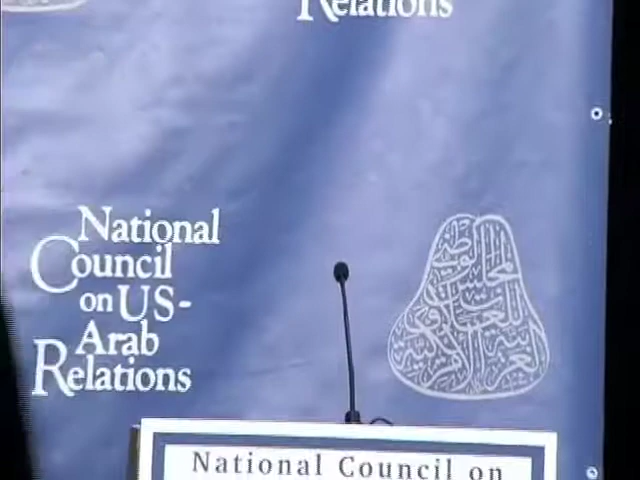 Relations
National
Council
on US-
Arab
Relations
National Council on